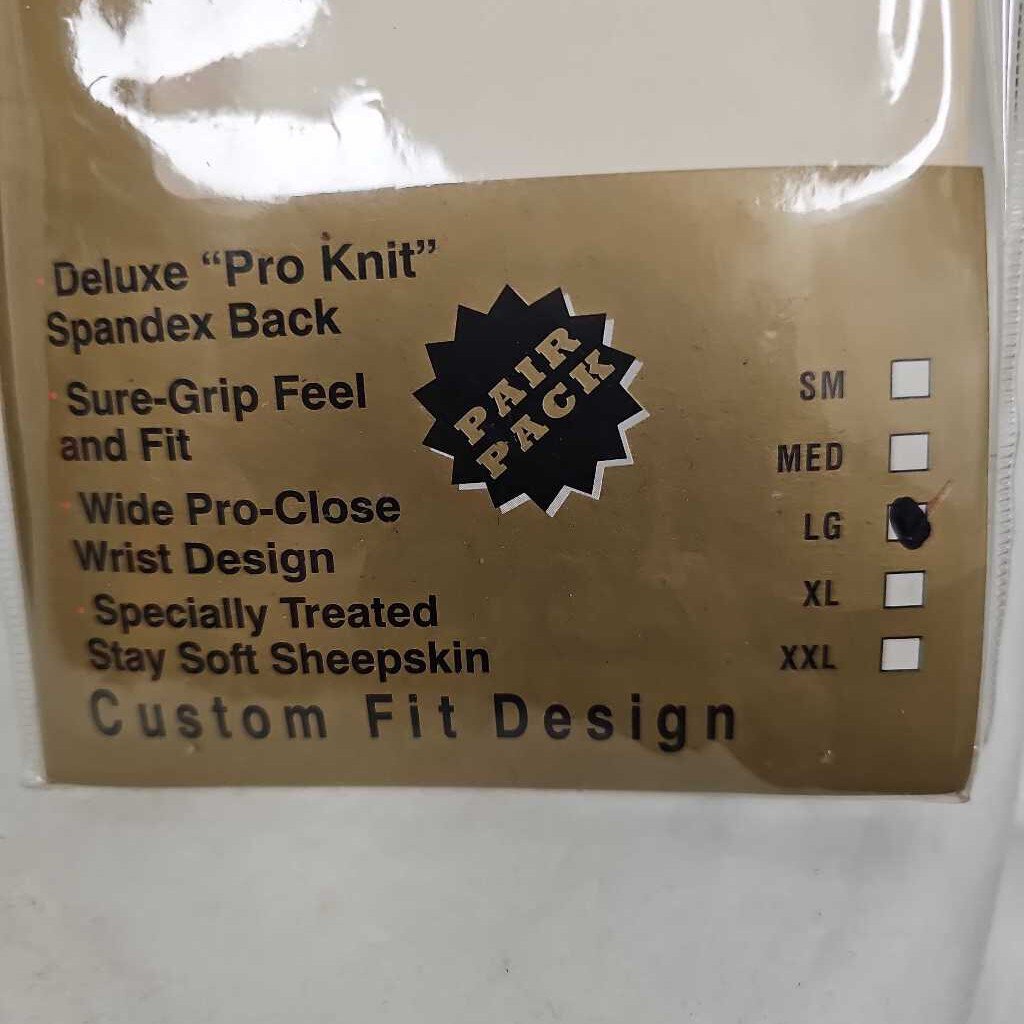 Deluxe “Pro Knit”
Spandex Back
Sure-Grip Feel
and Fit
Wide Pro-Close
Wrist Design
Specially Treated
Stay Soft Sheepskin
Custom Fit Design
PAIR
PACK
SM
MED
LG
XL
XXL